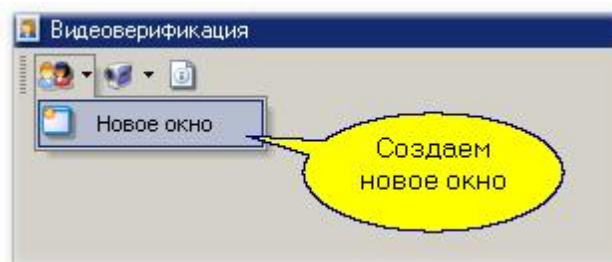 Видеоверификация
Новое окно
Создаем
новое окно